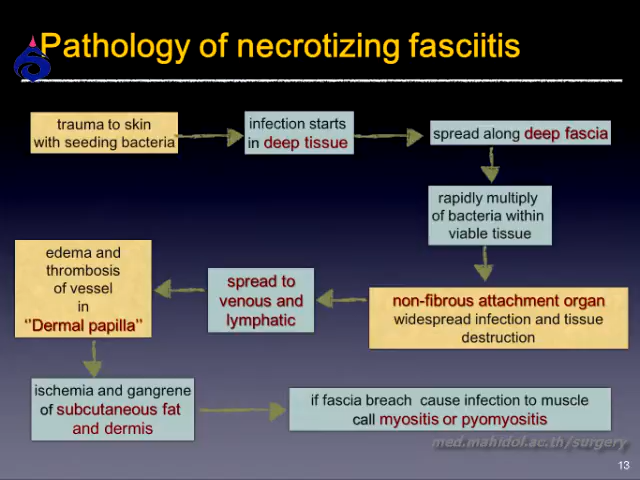 Pathology of necrotizing fasciitis
trauma to skin
with seeding bacteria
infection starts
in deep tissue
spread along deep fascia
rapidly multiply
of bacteria within
viable tissue
non-fibrous attachment organ
widespread infection and tissue
destruction
spread to
venous and
lymphatic
edema and
thrombosis
of vessel
in
‘'Dermal papilla’'
ischemia and gangrene
of subcutaneous fat
and dermis
if fascia breach cause infection to muscle
call myositis or pyomyositis
med.mahidol.ac.th/surgery
13